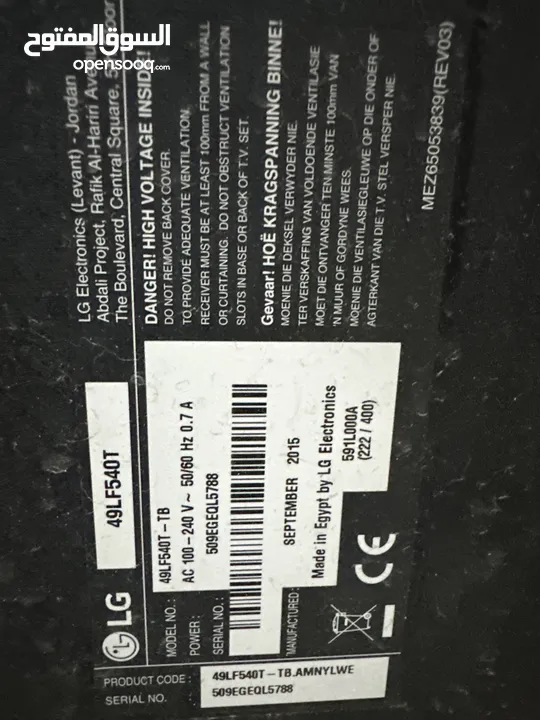 السوق المفتوح
opensooq.com
LG
49LF540T
LG Electronics (Levant) - Jordan
Abdali Project, Rafik Al-Hariri
The Boulevard, Central Square,
DANGER! HIGH VOLTAGE INSIDE!
DO NOT REMOVE BACK COVER.
TO PROVIDE ADEQUATE VENTILATION,
RECEIVER MUST BE AT LEAST 100mm FROM A WALL
OR CURTAINING. DO NOT OBSTRUCT VENTILATION
SLOTS IN BASE OR BACK OF T.V. SET.
Gevaar! HOË KRAGSPANNING BINNE!
MOENIE DIE DEKSEL VERWYDER NIE.
TER VERSKAFFING VAN VOLDOENDE VENTILASIE
MOET DIE ONTVANGER TEN MINSTE 100mm VAN
'N MUUR OF GORDYNE WEES.
MOENIE DIE VENTILASIEGLEUWE OP DIE ONDER OF
AGTERKANT VAN DIE T.V. STEL VERSPER NIE.
MEZ65053839(REV03)
MODEL NO.: 49LF540T-TB
POWER: AC 100-240 V ~ 50/60 Hz 0.7 A
SERIAL NO.: 509EGEQL5788
MANUFACTURED: SEPTEMBER 2015
Made in Egypt by LG Electronics
591L000A
(222 / 400)
CE
PRODUCT CODE : 49LF540T-TB.AMNYLWE
SERIAL NO. : 509EGEQL5788